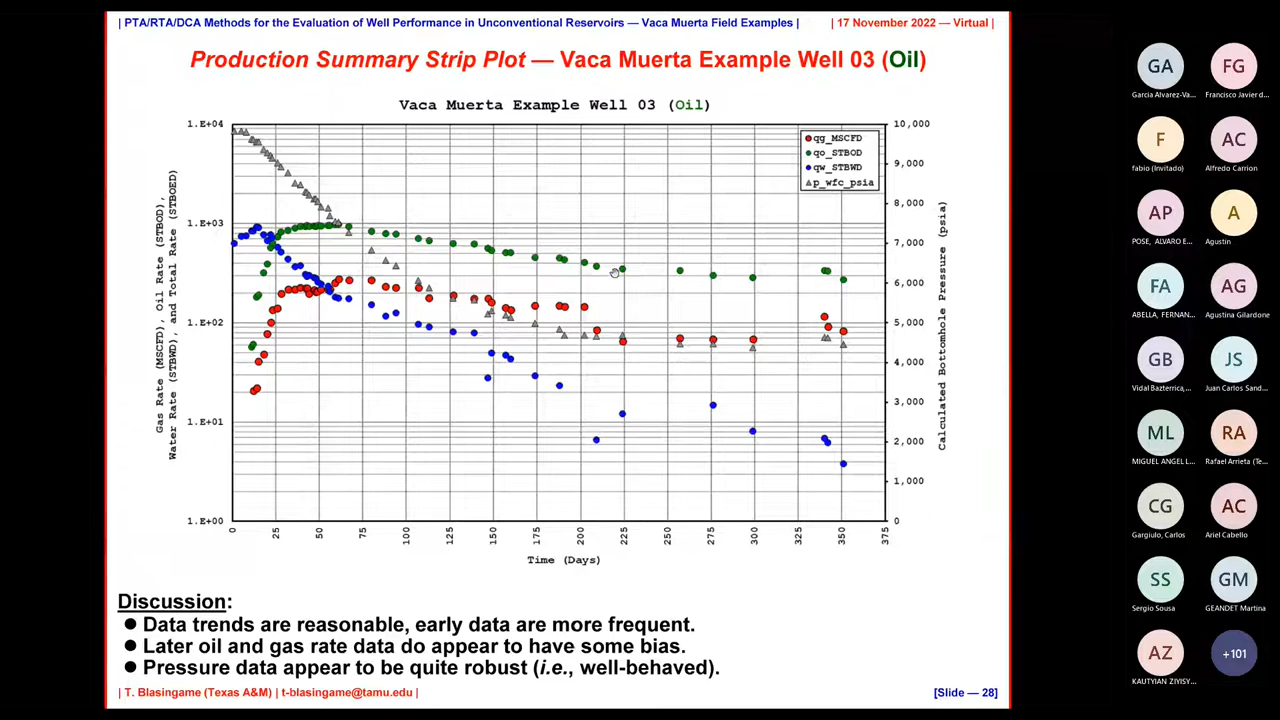 | PTA/RTA/DCA Methods for the Evaluation of Well Performance in Unconventional Reservoirs — Vaca Muerta Field Examples |
| 17 November 2022 — Virtual |
Production Summary Strip Plot — Vaca Muerta Example Well 03 (Oil)
Vaca Muerta Example Well 03 (Oil)
Gas Rate (MSCFD), Oil Rate (STBOD),
Water Rate (STBWD), and Total Rate (STBOED)
1.E+04
1.E+03
1.E+02
1.E+01
1.E+00
qg_MSCFD
qo_STBOD
qw_STBWD
p_wfc_psia
10,000
9,000
8,000
7,000
6,000
5,000
4,000
3,000
2,000
1,000
0
Calculated Bottomhole Pressure (psia)
0 25 50 75 100 125 150 175 200 225 250 275 300 325 350 375
Time (Days)
Discussion:
● Data trends are reasonable, early data are more frequent.
● Later oil and gas rate data do appear to have some bias.
● Pressure data appear to be quite robust (i.e., well-behaved).
| T. Blasingame (Texas A&M) | t-blasingame@tamu.edu |
[Slide — 28]
GA FG
Garcia Alvarez-Va... Francisco Javier d...
F AC
fabio (Invitado) Alfredo Carrion
AP A
POSE, ALVARO E... Agustin
FA AG
ABELLA, FERNAN... Agustina Gilardone
GB JS
Vidal Bazterrica,... Juan Carlos Sand...
ML RA
MIGUEL ANGEL L... Rafael Arrieta (Te...
CG AC
Gargiulo, Carlos Ariel Cabello
SS GM
Sergio Sousa GEANDET Martina
AZ +101
KAUTYIAN ZIYISY...